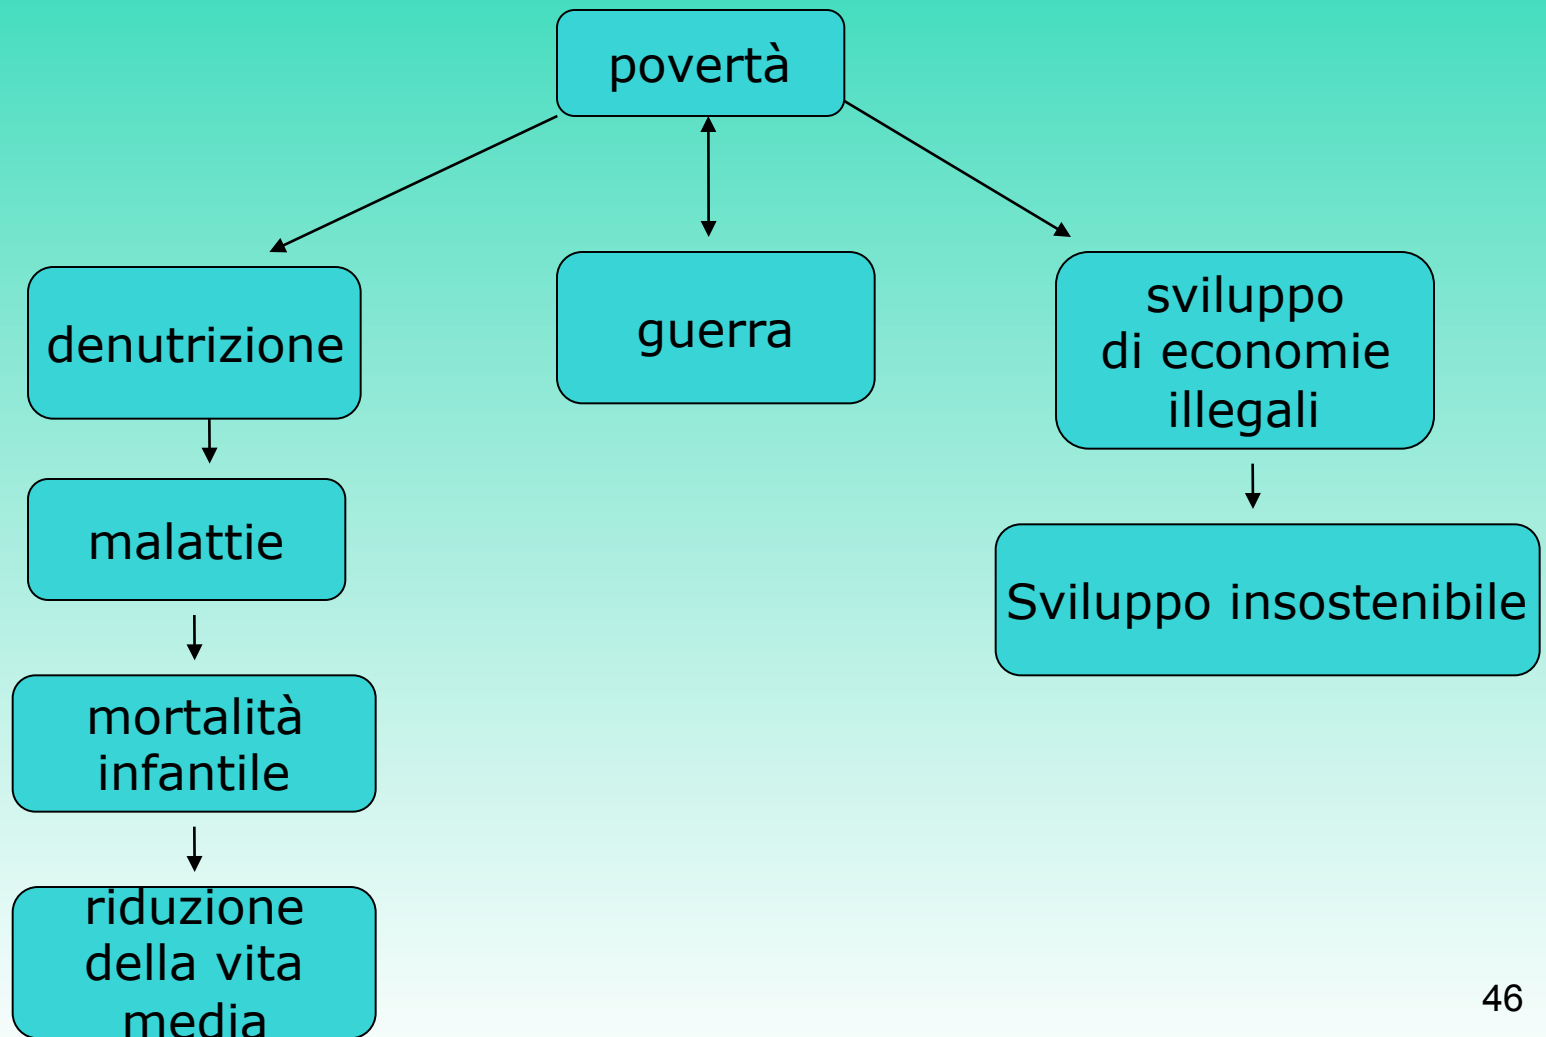 povertà
denutrizione
guerra
sviluppo
di economie
illegali
malattie
Sviluppo insostenibile
mortalità
infantile
riduzione
della vita
media
46